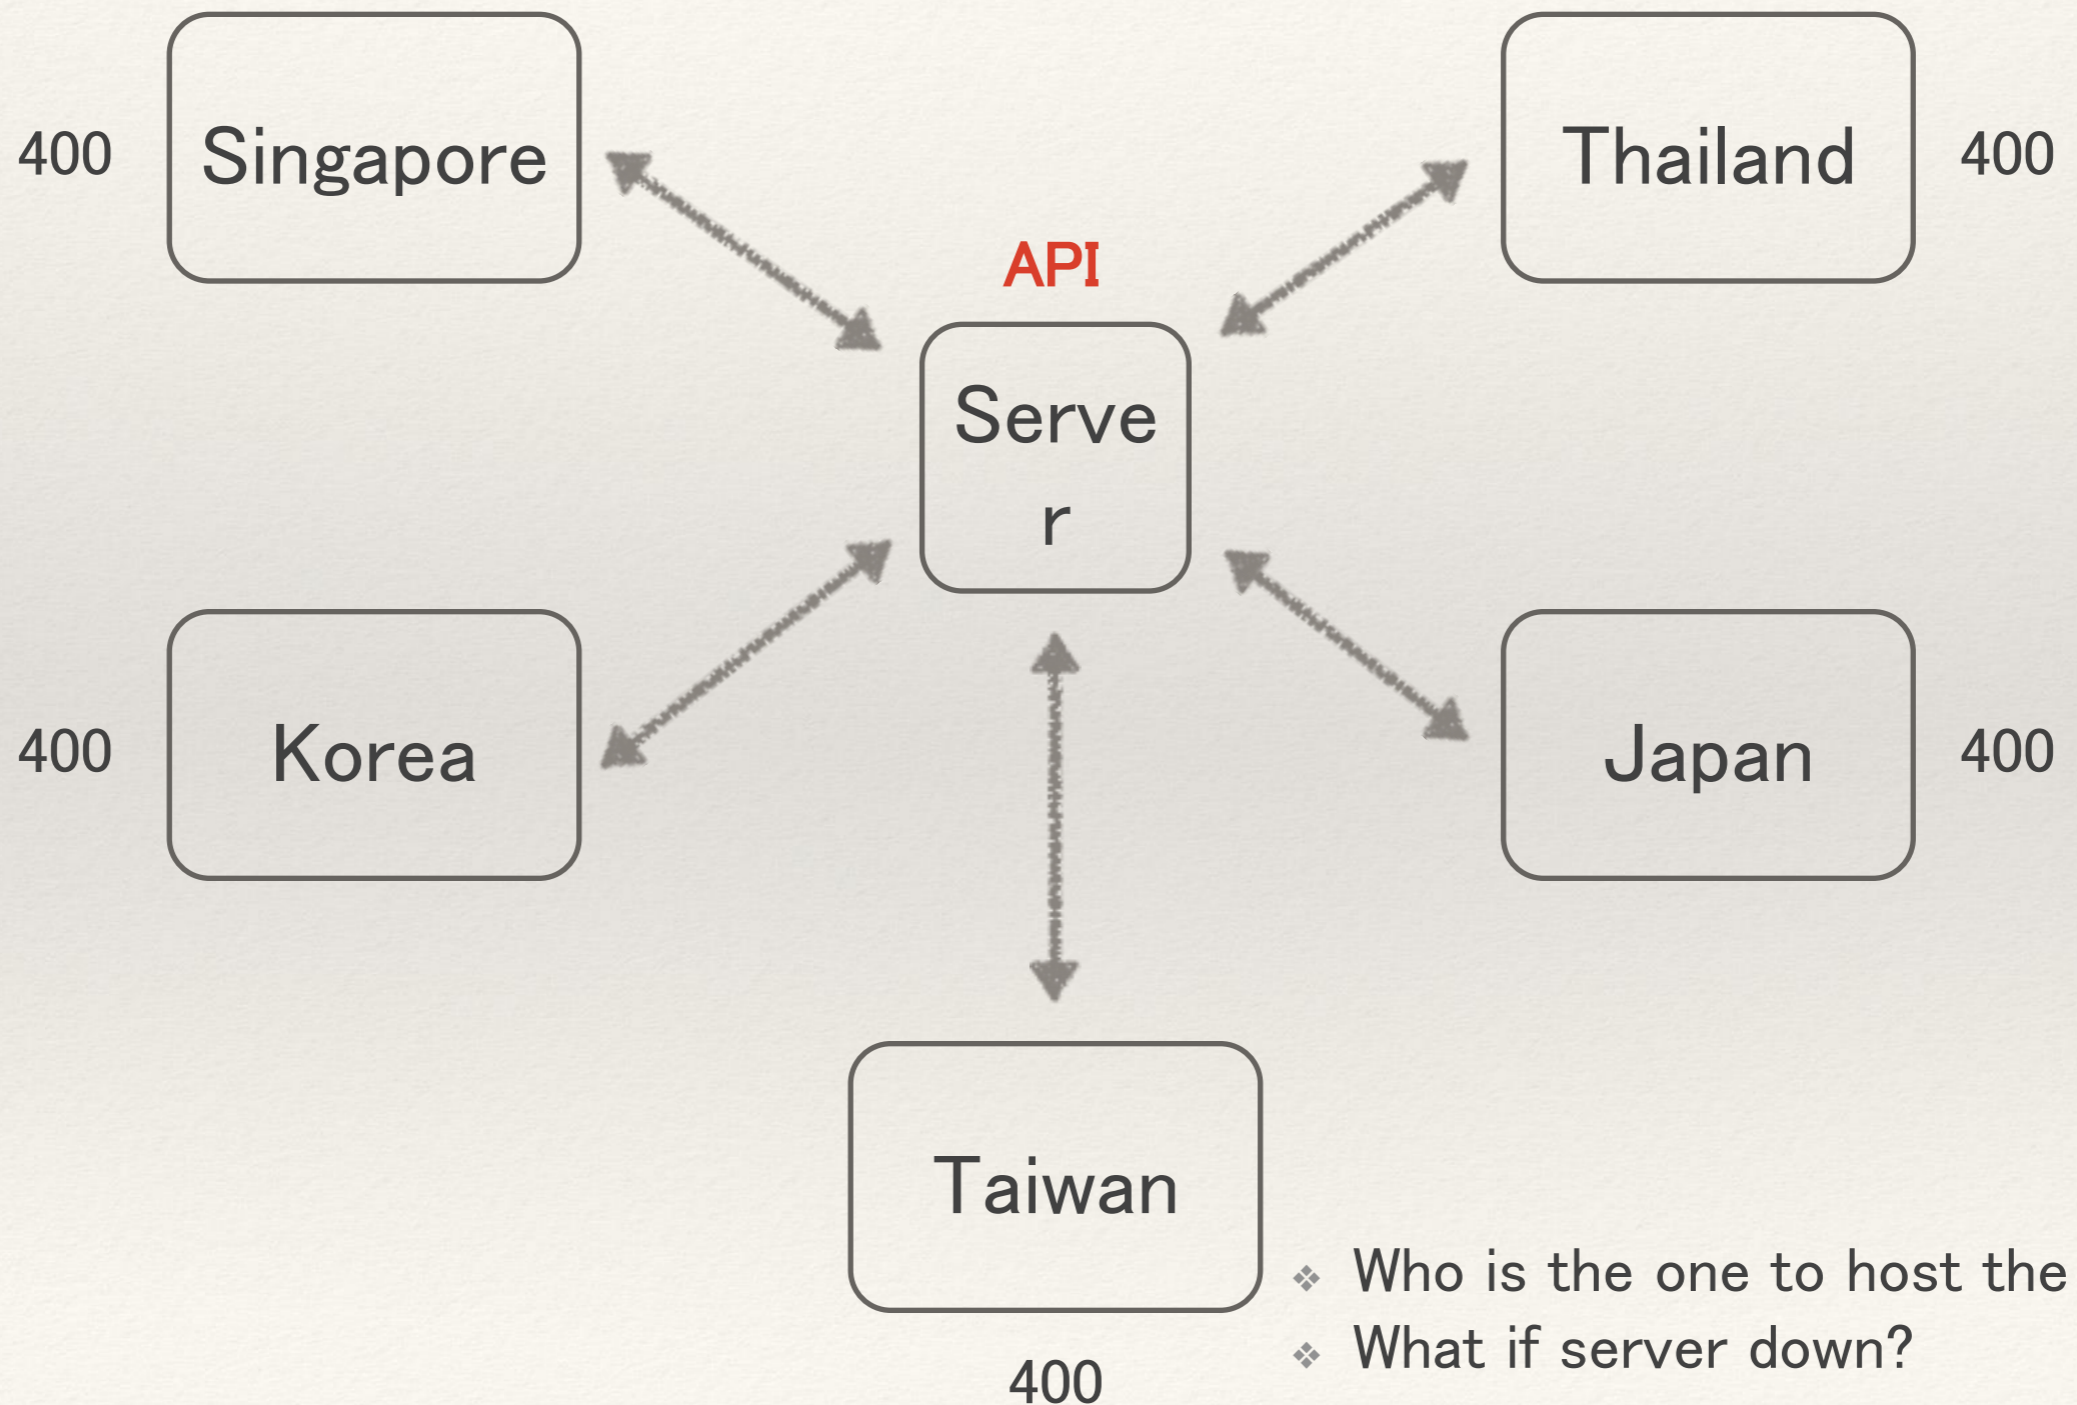 400
Singapore
Thailand
400
API
Serve
r
400
Korea
Japan
400
Taiwan
❖ Who is the one to host the
❖ What if server down?
400